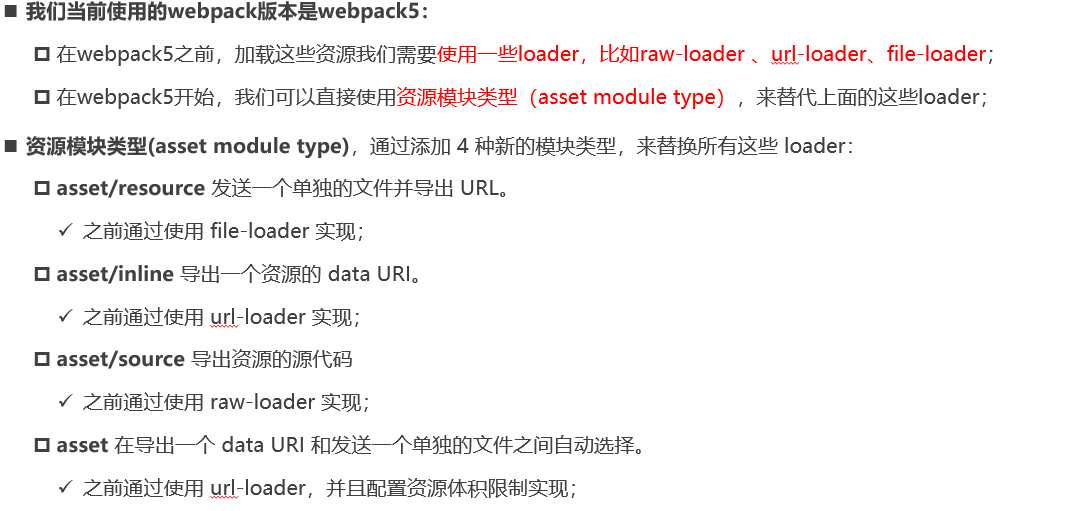 ■ 我们当前使用的webpack版本是webpack5：
在webpack5之前，加载这些资源我们需要使用一些loader，比如raw-loader 、url-loader、file-loader；
在webpack5开始，我们可以直接使用资源模块类型（asset module type），来替代上面的这些loader；
■ 资源模块类型(asset module type)，通过添加 4 种新的模块类型，来替换所有这些 loader：
asset/resource 发送一个单独的文件并导出 URL。
✓ 之前通过使用 file-loader 实现；
asset/inline 导出一个资源的 data URI。
✓ 之前通过使用 url-loader 实现；
asset/source 导出资源的源代码
✓ 之前通过使用 raw-loader 实现；
asset 在导出一个 data URI 和发送一个单独的文件之间自动选择。
✓ 之前通过使用 url-loader，并且配置资源体积限制实现；